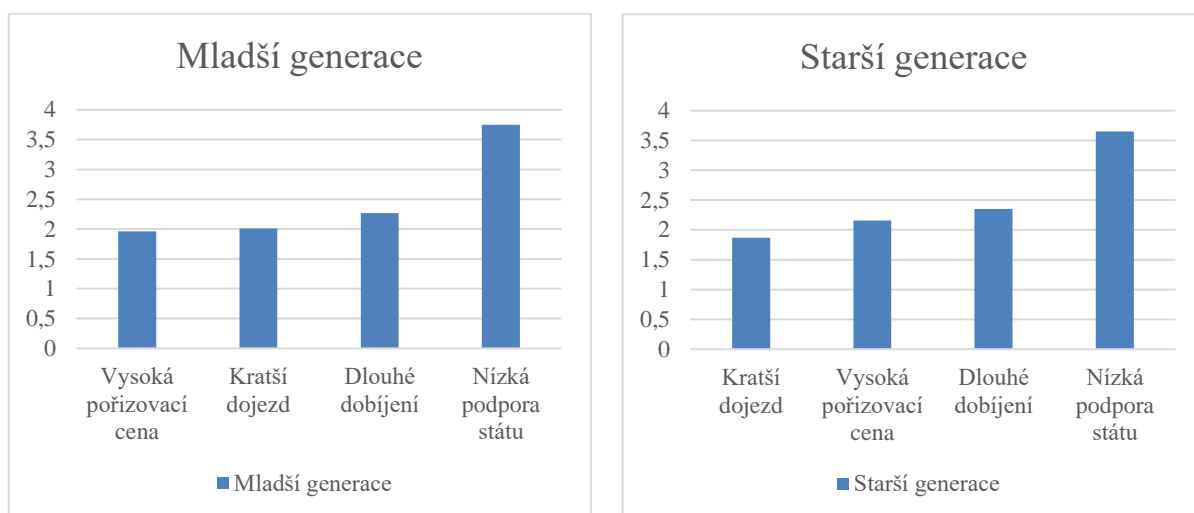 Mladší generace
4
3,5
3
2,5
2
1,5
1
0,5
0
Vysoká
pořizovací
cena
Kratší
dojezd
Dlouhé
dobíjení
Nízká
podpora
státu
Mladší generace
Starší generace
4
3,5
3
2,5
2
1,5
1
0,5
0
Kratší
dojezd
Vysoká
pořizovací
cena
Dlouhé
dobíjení
Nízká
podpora
státu
Starší generace